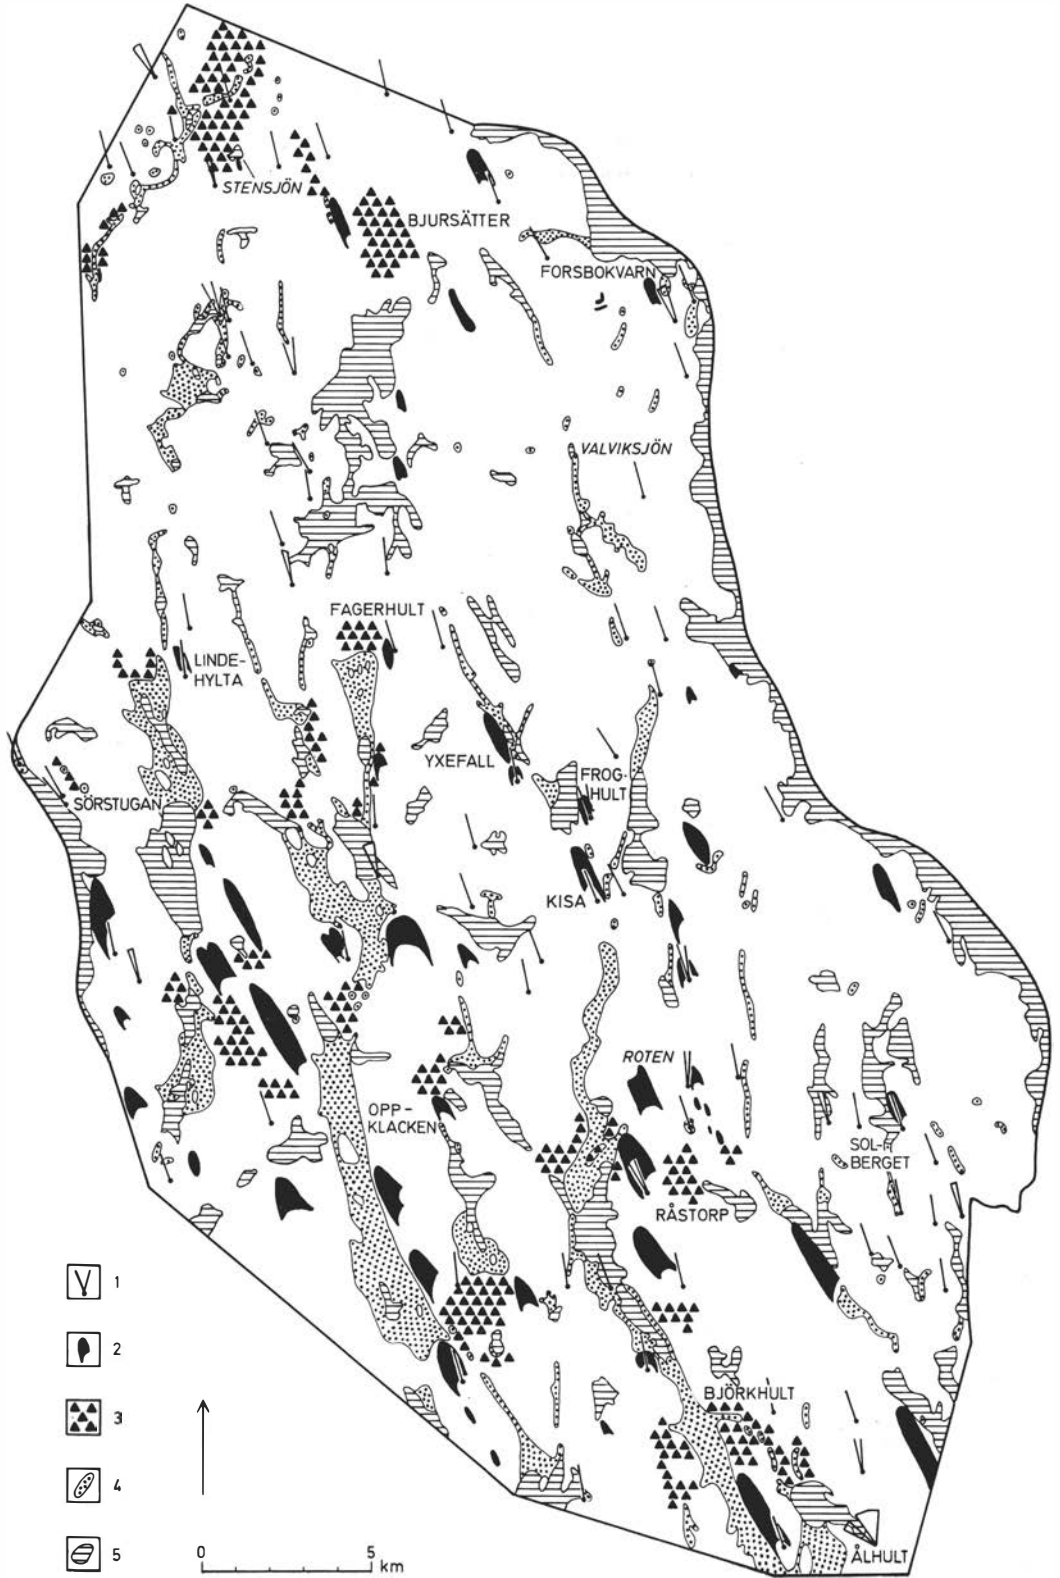 STENSJÖN
BJURSÄTTER
FORSBOKVARN
VALVIKSJÖN
FAGERHULT
LINDE-
HYLTA
YXEFALL
FROG-
HULT
SÖRSTUGAN
KISA
ROTEN
OPP-
KLACKEN
SOL-
BERGET
RÅSTORP
BJÖRKHULT
ÅLHULT
1
2
3
4
5
0 5 km